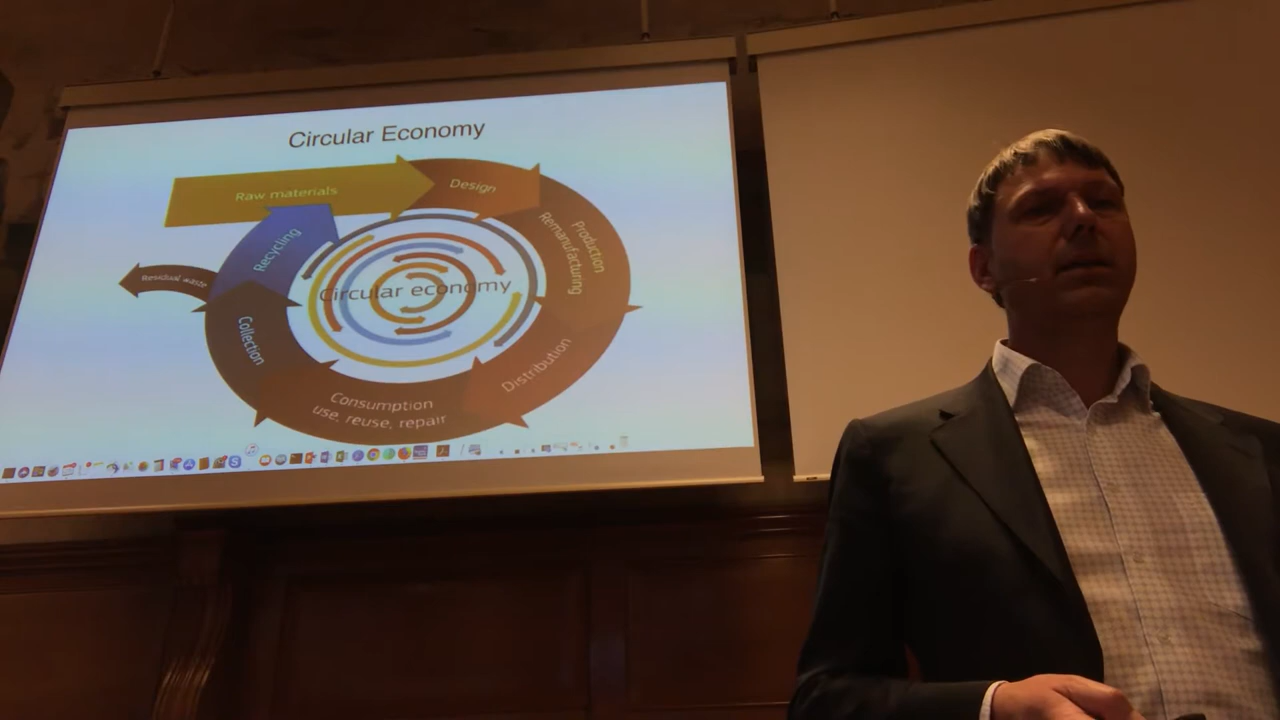 Circular Economy
Raw materials
Design
Production
Remanufacturing
Distribution
Consumption
use, reuse, repair
Collection
Recycling
Residual waste
Circular economy